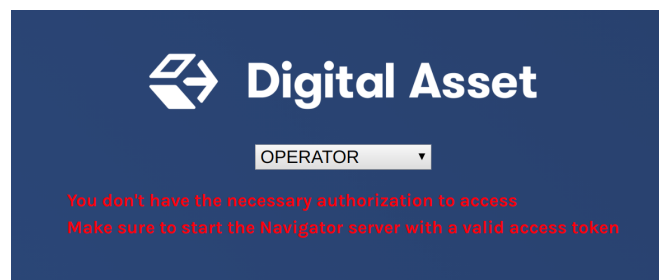 Digital Asset
OPERATOR
You don't have the necessary authorization to access
Make sure to start the Navigator server with a valid access token